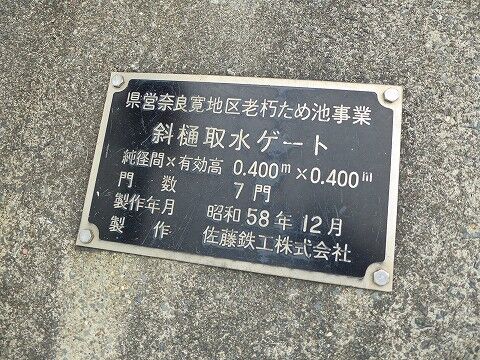 県営奈良寛地区老朽ため池事業
斜樋取水ゲート
純径間×有効高 0.400m×0.400m
門数 7門
製作年月 昭和58年12月
製作 佐藤鉄工株式会社